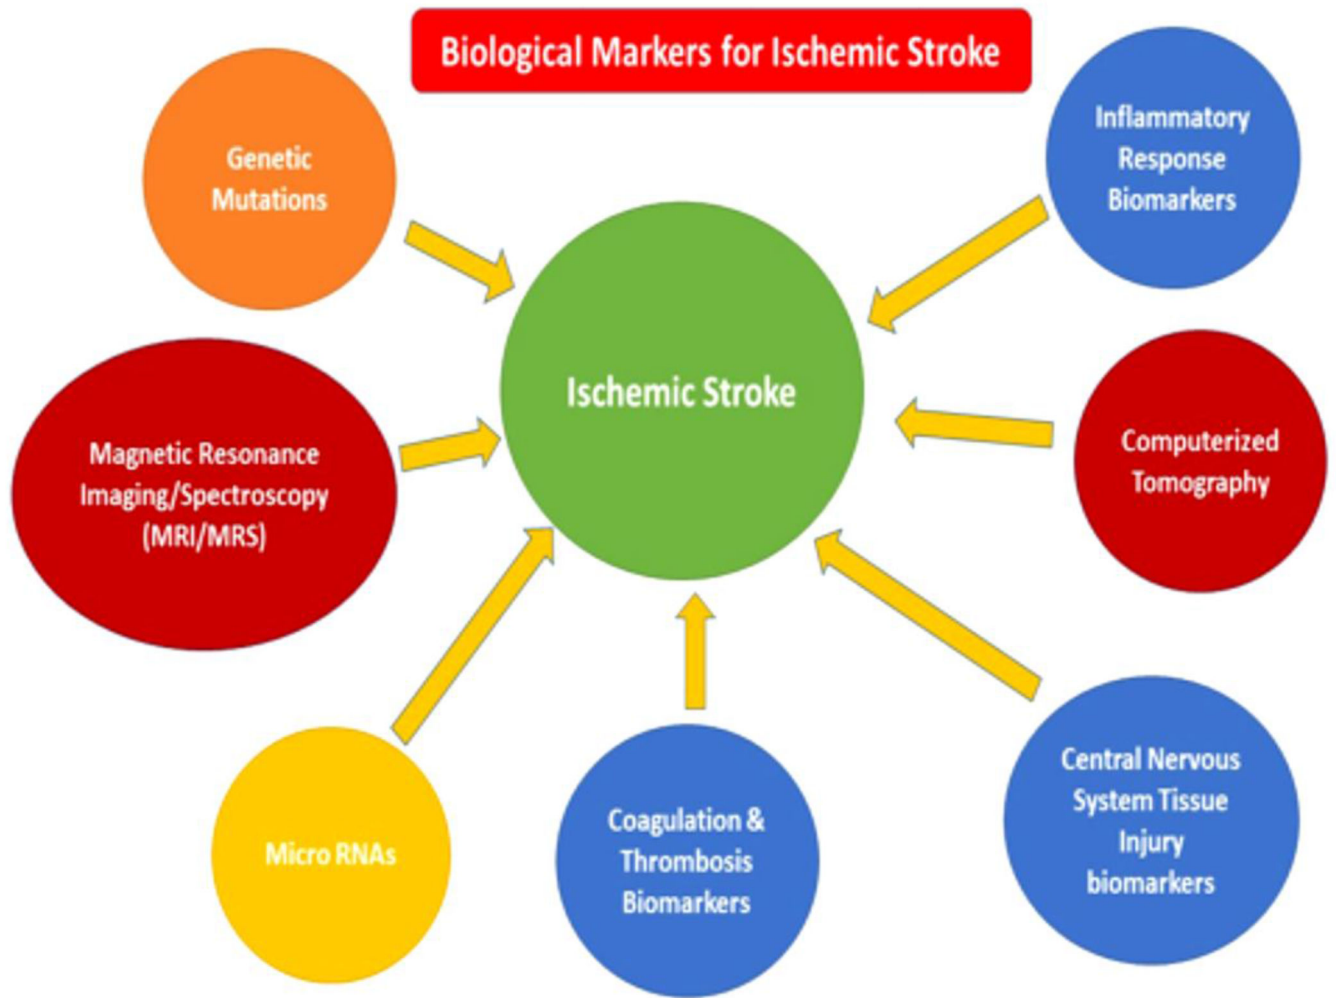 Biological Markers for Ischemic Stroke
Genetic
Mutations
Inflammatory
Response
Biomarkers
Ischemic Stroke
Magnetic Resonance
Imaging/Spectroscopy
(MRI/MRS)
Computerized
Tomography
Micro RNAs
Coagulation &
Thrombosis
Biomarkers
Central Nervous
System Tissue
Injury
biomarkers